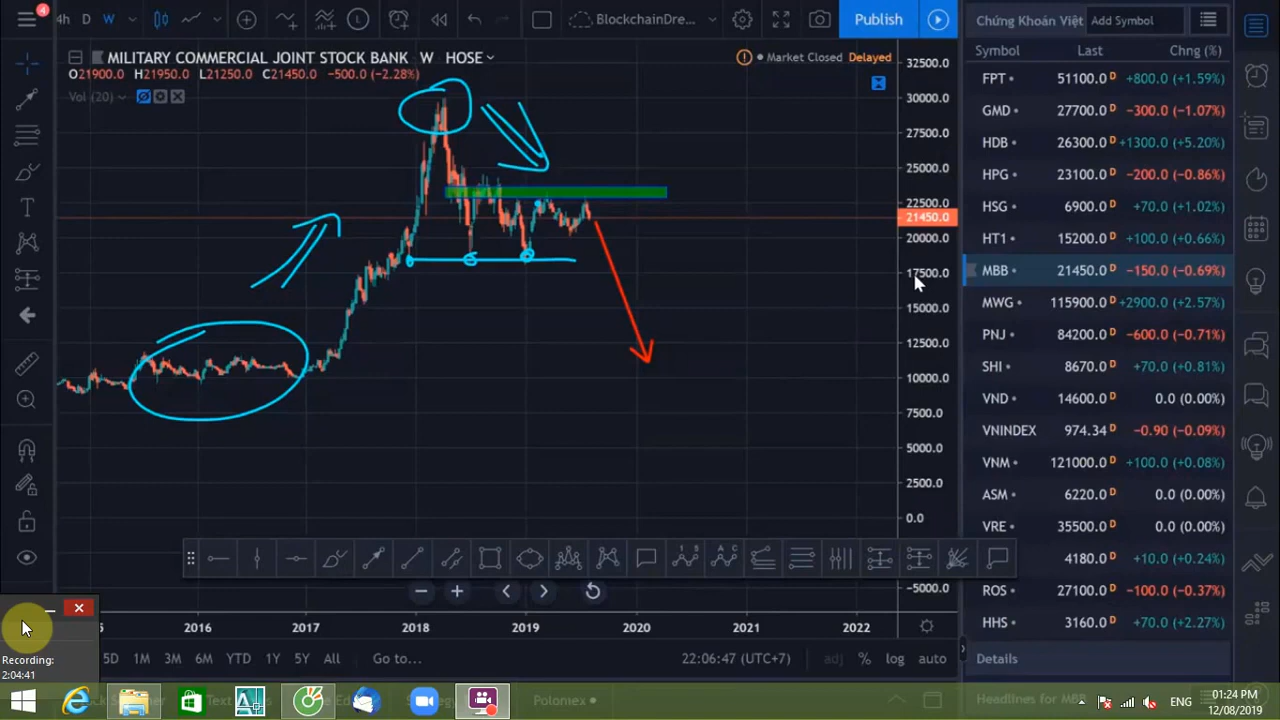 4
4h D W
BlockchainDre...
Publish
MILITARY COMMERCIAL JOINT STOCK BANK W HOSE
O21900.0 H21950.0 L21250.0 C21450.0 -500.0 (-2.28%)
Vol (20)
Market Closed Delayed
32500.0
30000.0
27500.0
25000.0
22500.0
21450.0
20000.0
17500.0
15000.0
12500.0
10000.0
7500.0
5000.0
2500.0
0.0
-5000.0
2016 2017 2018 2019 2020 2021 2022
5D 1M 3M 6M YTD 1Y 5Y All Go to...
22:06:47 (UTC+7) adj % log auto
Chứng Khoán Việt Add Symbol
Symbol Last Chng (%)
FPT 51100.0 D +800.0 (+1.59%)
GMD 27700.0 D -300.0 (-1.07%)
HDB 26300.0 D +1300.0 (+5.20%)
HPG 23100.0 D -200.0 (-0.86%)
HSG 6900.0 D +70.0 (+1.02%)
HT1 15200.0 D +100.0 (+0.66%)
MBB 21450.0 D -150.0 (-0.69%)
MWG 115900.0 D +2900.0 (+2.57%)
PNJ 84200.0 D -600.0 (-0.71%)
SHI 8670.0 D +70.0 (+0.81%)
VND 14600.0 D 0.0 (0.00%)
VNINDEX 974.34 D -0.90 (-0.09%)
VNM 121000.0 D +100.0 (+0.08%)
ASM 6220.0 D 0.0 (0.00%)
VRE 35500.0 D 0.0 (0.00%)
4180.0 D +10.0 (+0.24%)
ROS 27100.0 D -100.0 (-0.37%)
HHS 3160.0 D +70.0 (+2.27%)
Details
Headlines for MBB
Recording:
2:04:41
Poloniex
ENG
01:24 PM
12/08/2019